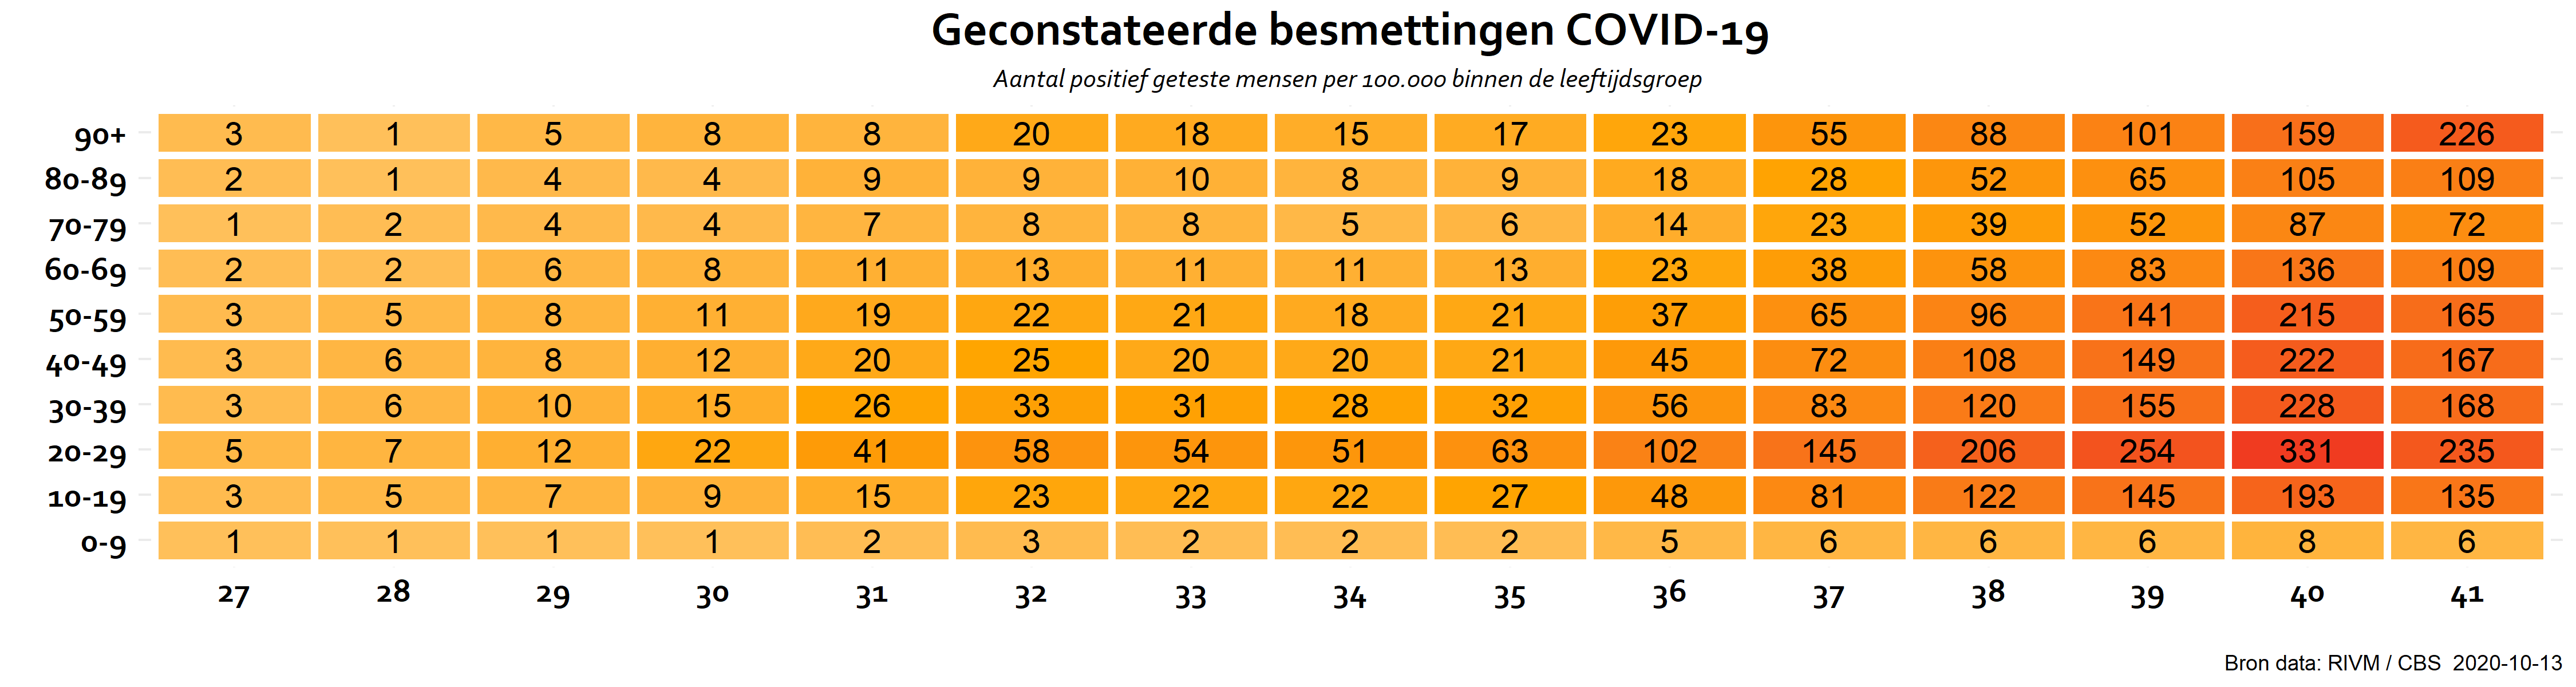 Geconstateerde besmettingen COVID-19
Aantal positief geteste mensen per 100.000 binnen de leeftijdsgroep
90+ 3 1 5 8 8 20 18 15 17 23 55 88 101 159 226
80-89 2 1 4 4 9 9 10 8 9 18 28 52 65 105 109
70-79 1 2 4 4 7 8 8 5 6 14 23 39 52 87 72
60-69 2 2 6 8 11 13 11 11 13 23 38 58 83 136 109
50-59 3 5 8 11 19 22 21 18 21 37 65 96 141 215 165
40-49 3 6 8 12 20 25 20 20 21 45 72 108 149 222 167
30-39 3 6 10 15 26 33 31 28 32 56 83 120 155 228 168
20-29 5 7 12 22 41 58 54 51 63 102 145 206 254 331 235
10-19 3 5 7 9 15 23 22 22 27 48 81 122 145 193 135
0-9 1 1 1 1 2 3 2 2 2 5 6 6 6 8 6
27 28 29 30 31 32 33 34 35 36 37 38 39 40 41
Bron data: RIVM / CBS 2020-10-13